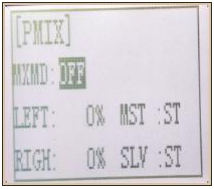 [PMIX]
MXMD: OFF
LEFT: 0% MST :ST
RIGH: 0% SLV :ST